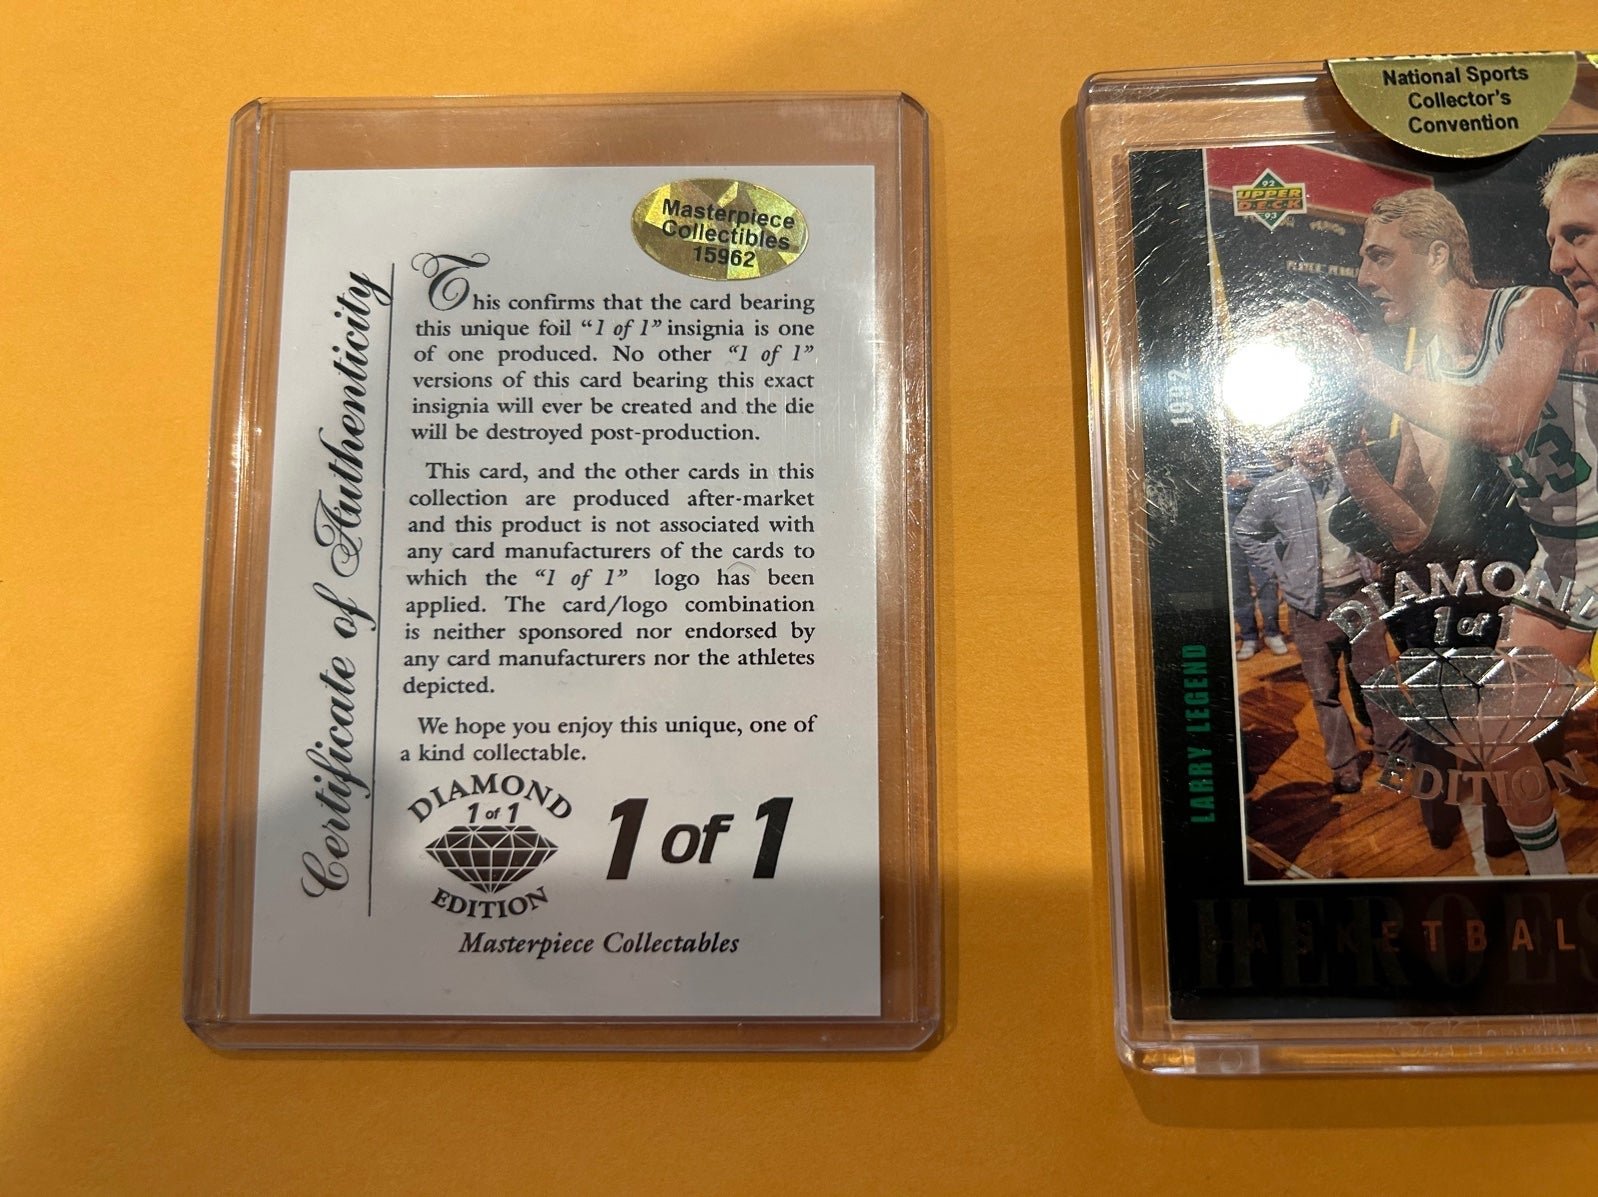 Certificate of Authenticity
Masterpiece
Collectibles
15962
This confirms that the card bearing
this unique foil “1 of 1” insignia is one
of one produced. No other “1 of 1”
versions of this card bearing this exact
insignia will ever be created and the die
will be destroyed post-production.
This card, and the other cards in this
collection are produced after-market
and this product is not associated with
any card manufacturers of the cards to
which the “1 of 1” logo has been
applied. The card/logo combination
is neither sponsored nor endorsed by
any card manufacturers nor the athletes
depicted.
We hope you enjoy this unique, one of
a kind collectable.
DIAMOND
1 of 1
EDITION
1 of 1
Masterpiece Collectables
National Sports
Collector's
Convention
92
UPPER
DECK
93
1992
LARRY LEGEND
33
DIAMOND
1 of 1
EDITION
HEROES
BASKETBAL